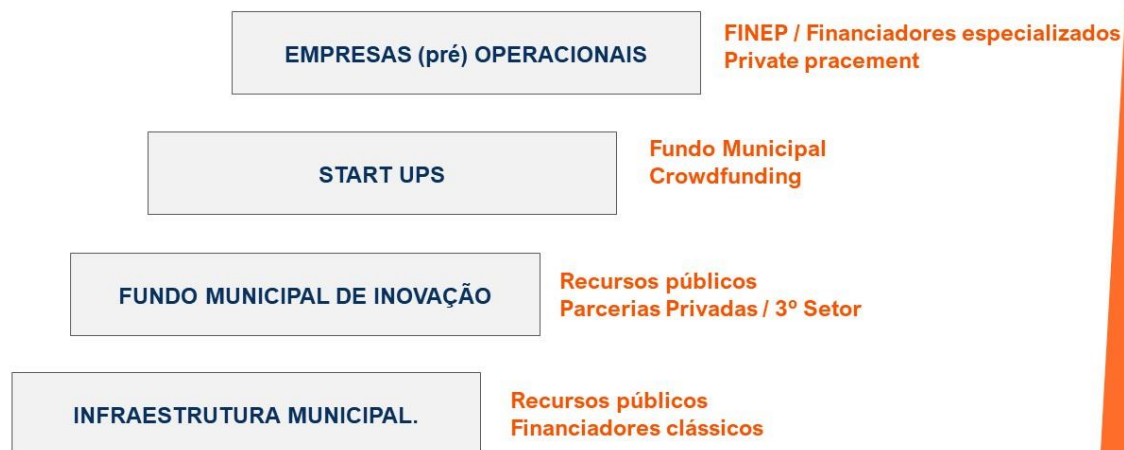 EMPRESAS (pré) OPERACIONAIS
FINEP / Financiadores especializados
Private pracement
START UPS
Fundo Municipal
Crowdfunding
FUNDO MUNICIPAL DE INOVAÇÃO
Recursos públicos
Parcerias Privadas / 3º Setor
INFRAESTRUTURA MUNICIPAL.
Recursos públicos
Financiadores clássicos